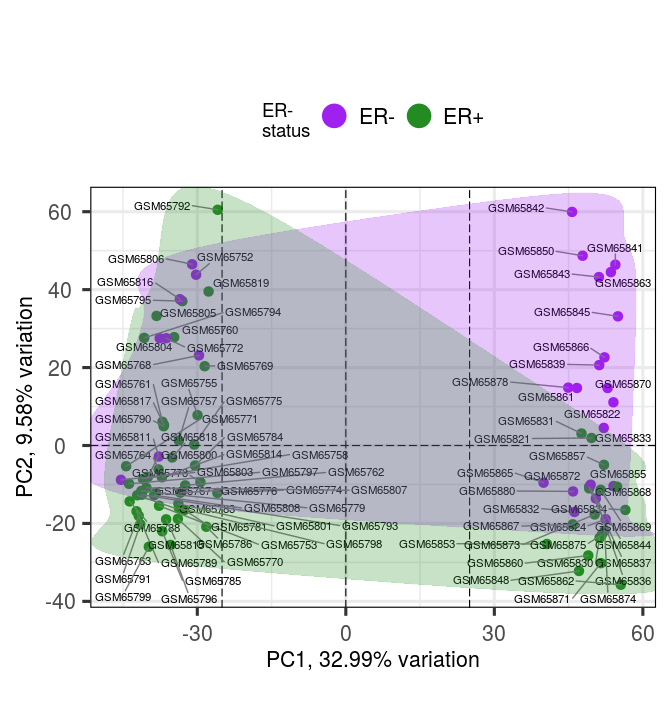 ER-
status
ER- ER+
GSM65792
GSM65842
GSM65841
GSM65850
GSM65806 GSM65752
GSM65843
GSM65816 GSM65819
GSM65863
GSM65795
GSM65805 GSM65794
GSM65845
GSM65760
GSM65804 GSM65772
GSM65866
GSM65768 GSM65769
GSM65839
GSM65761 GSM65755
GSM65878 GSM65870
GSM65817 GSM65757 GSM65775
GSM65861
GSM65790 GSM65771
GSM65822
GSM65831
GSM65811 GSM65818 GSM65784
GSM65821 GSM65833
GSM65764 GSM65800 GSM65814 GSM65758
GSM65857
GSM65773 GSM65803 GSM65797 GSM65762
GSM65865 GSM65872 GSM65855
GSM65767 GSM65776 GSM65774 GSM65807
GSM65880 GSM65868
GSM65783 GSM65808 GSM65779
GSM65832 GSM65834
GSM65788 GSM65781 GSM65801 GSM65793
GSM65867 GSM65824 GSM65869
GSM65786 GSM65753 GSM65798
GSM65853 GSM65873 GSM65875 GSM65844
GSM65763 GSM65789 GSM65770
GSM65860 GSM65830 GSM65837
GSM65791 GSM65785
GSM65848 GSM65862 GSM65836
GSM65799 GSM65796
GSM65871 GSM65874
60
40
20
0
-20
-40
-30 0 30 60
PC1, 32.99% variation
PC2, 9.58% variation